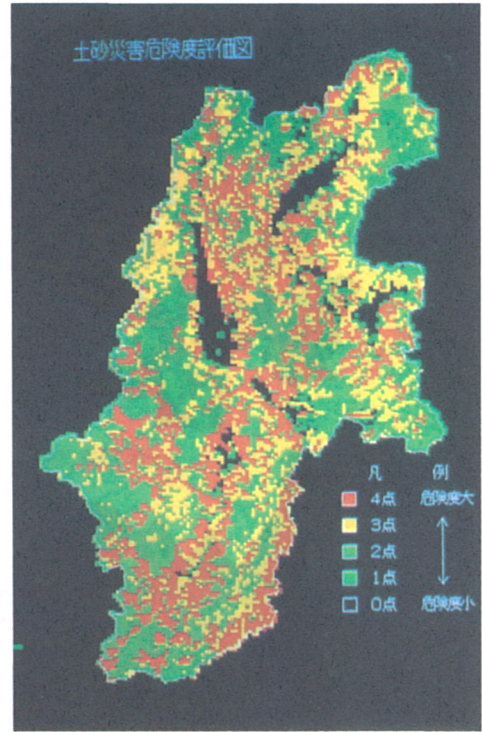 土砂災害危険度評価図
凡 例
4点 危険度大
3点
2点
1点
0点 危険度小